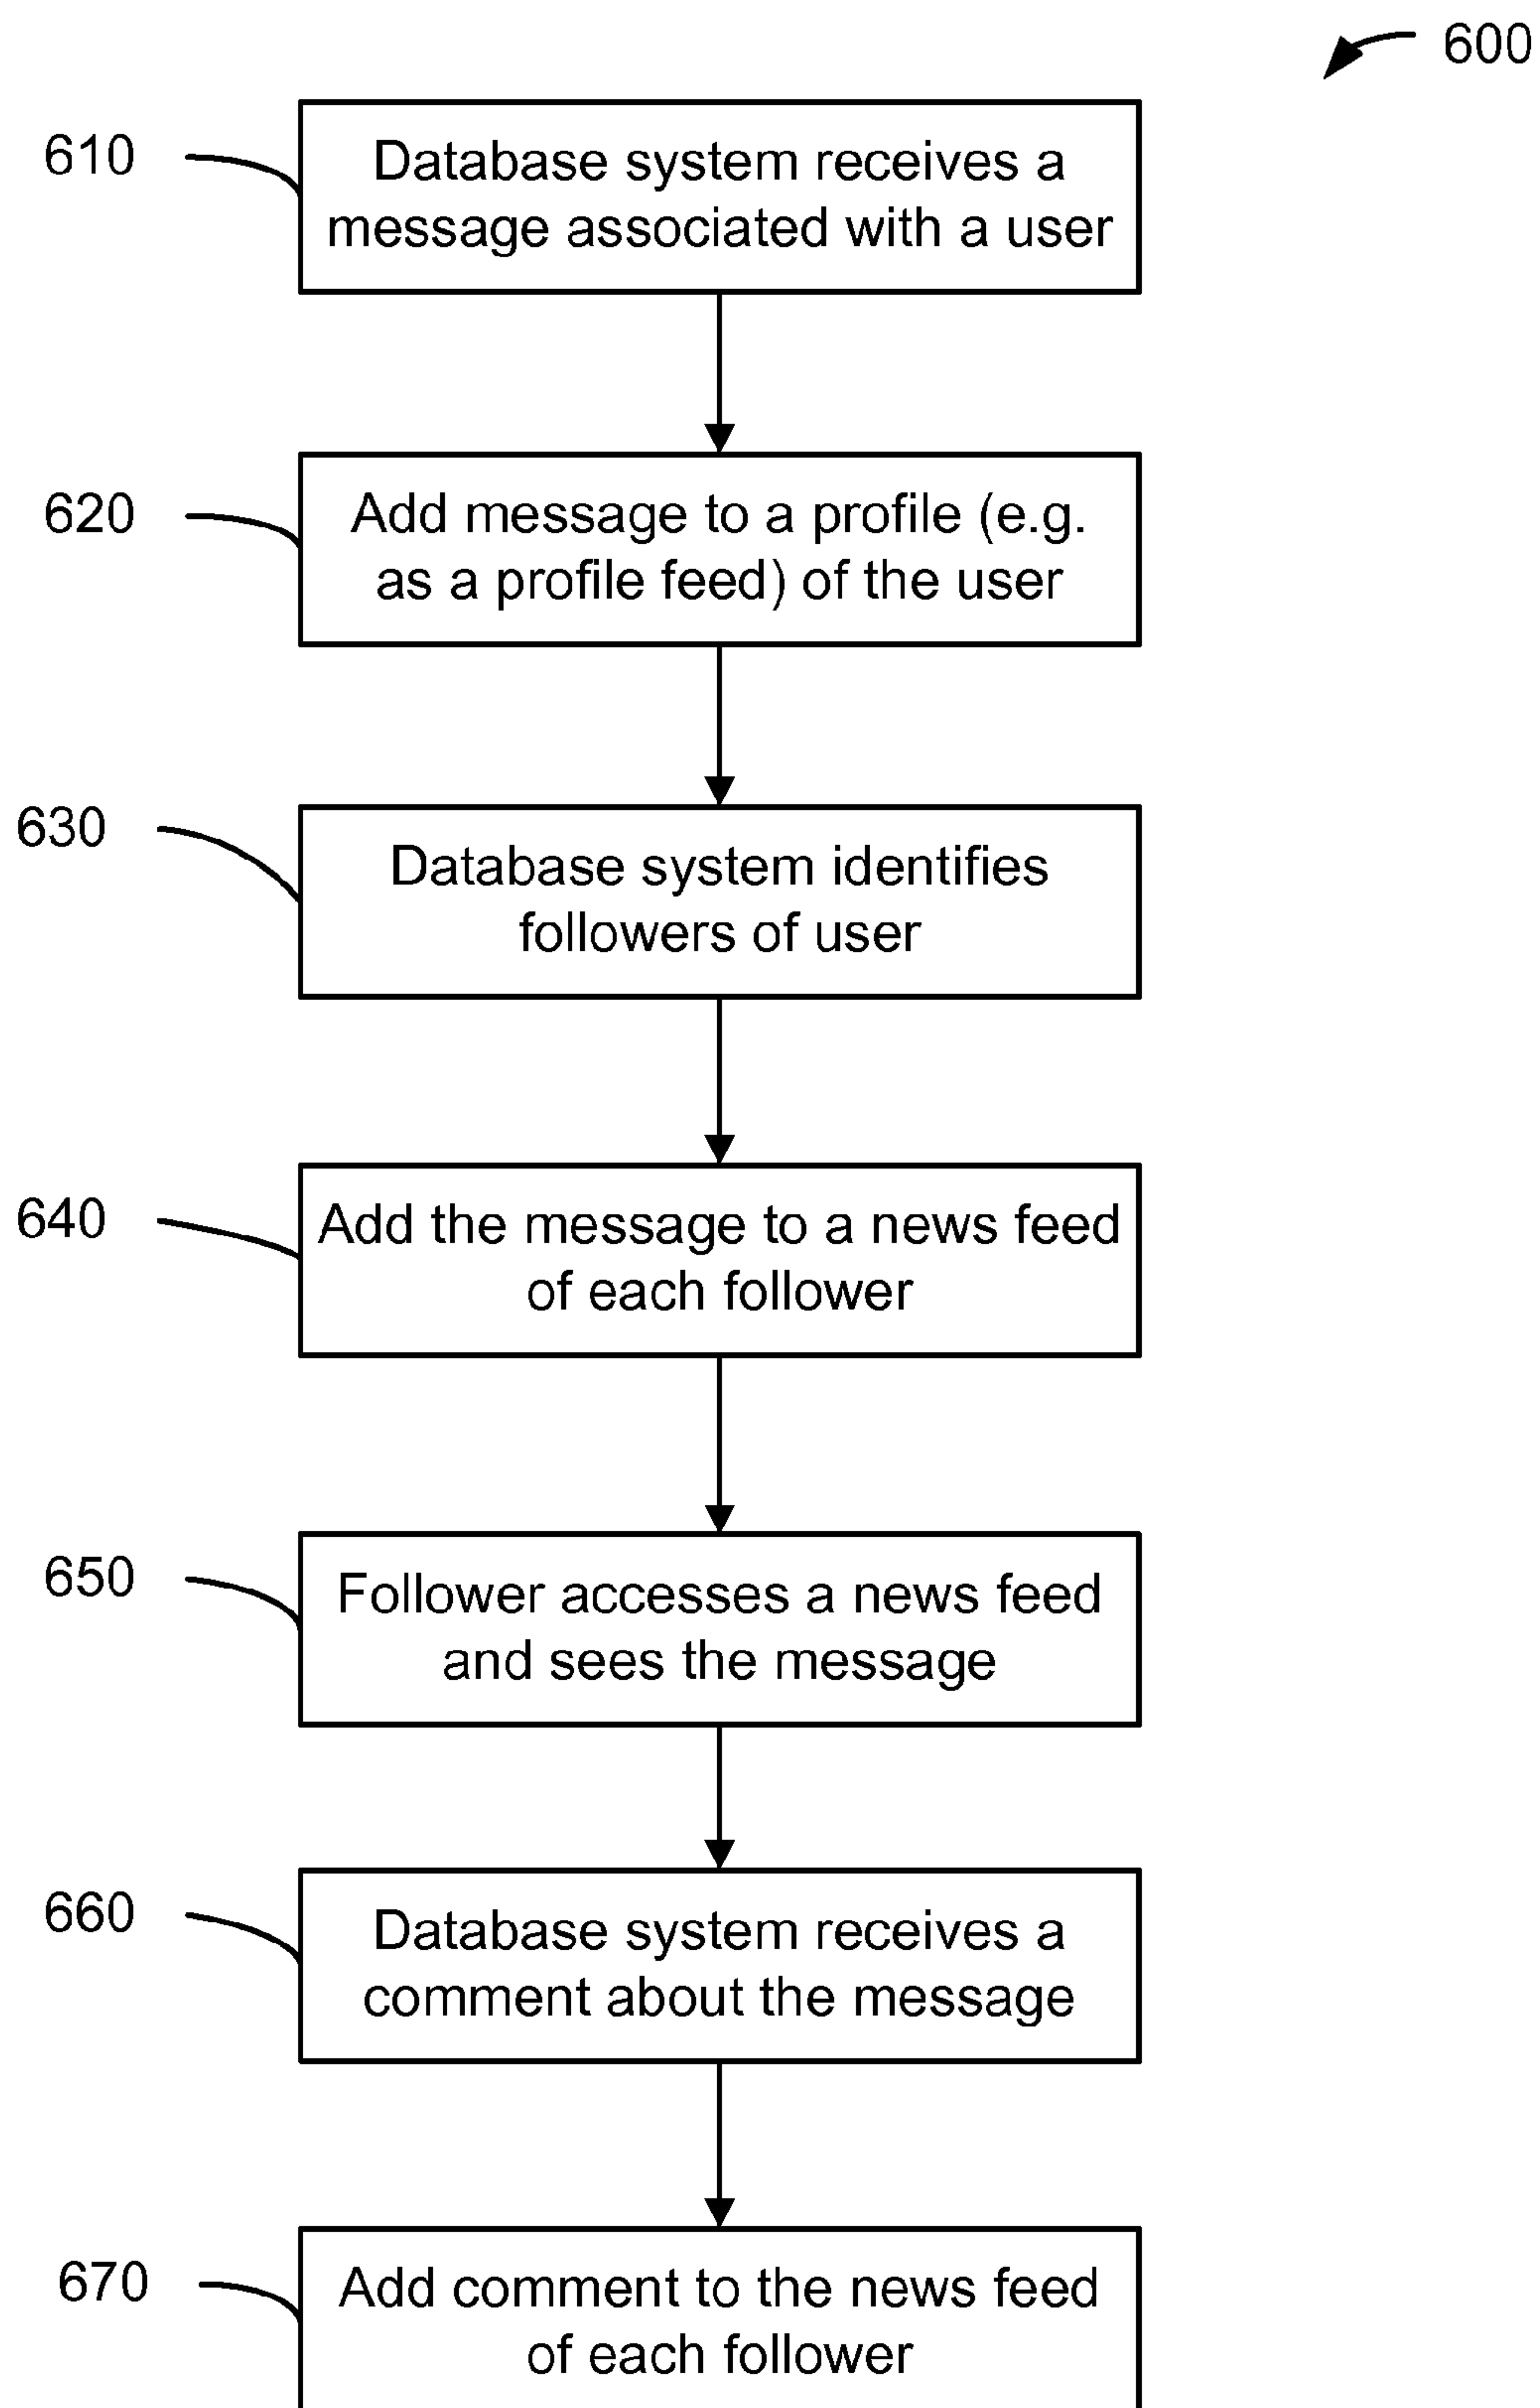 600
610
Database system receives a
message associated with a user
620
Add message to a profile (e.g.
as a profile feed) of the user
630
Database system identifies
followers of user
640
Add the message to a news feed
of each follower
650
Follower accesses a news feed
and sees the message
660
Database system receives a
comment about the message
670
Add comment to the news feed
of each follower